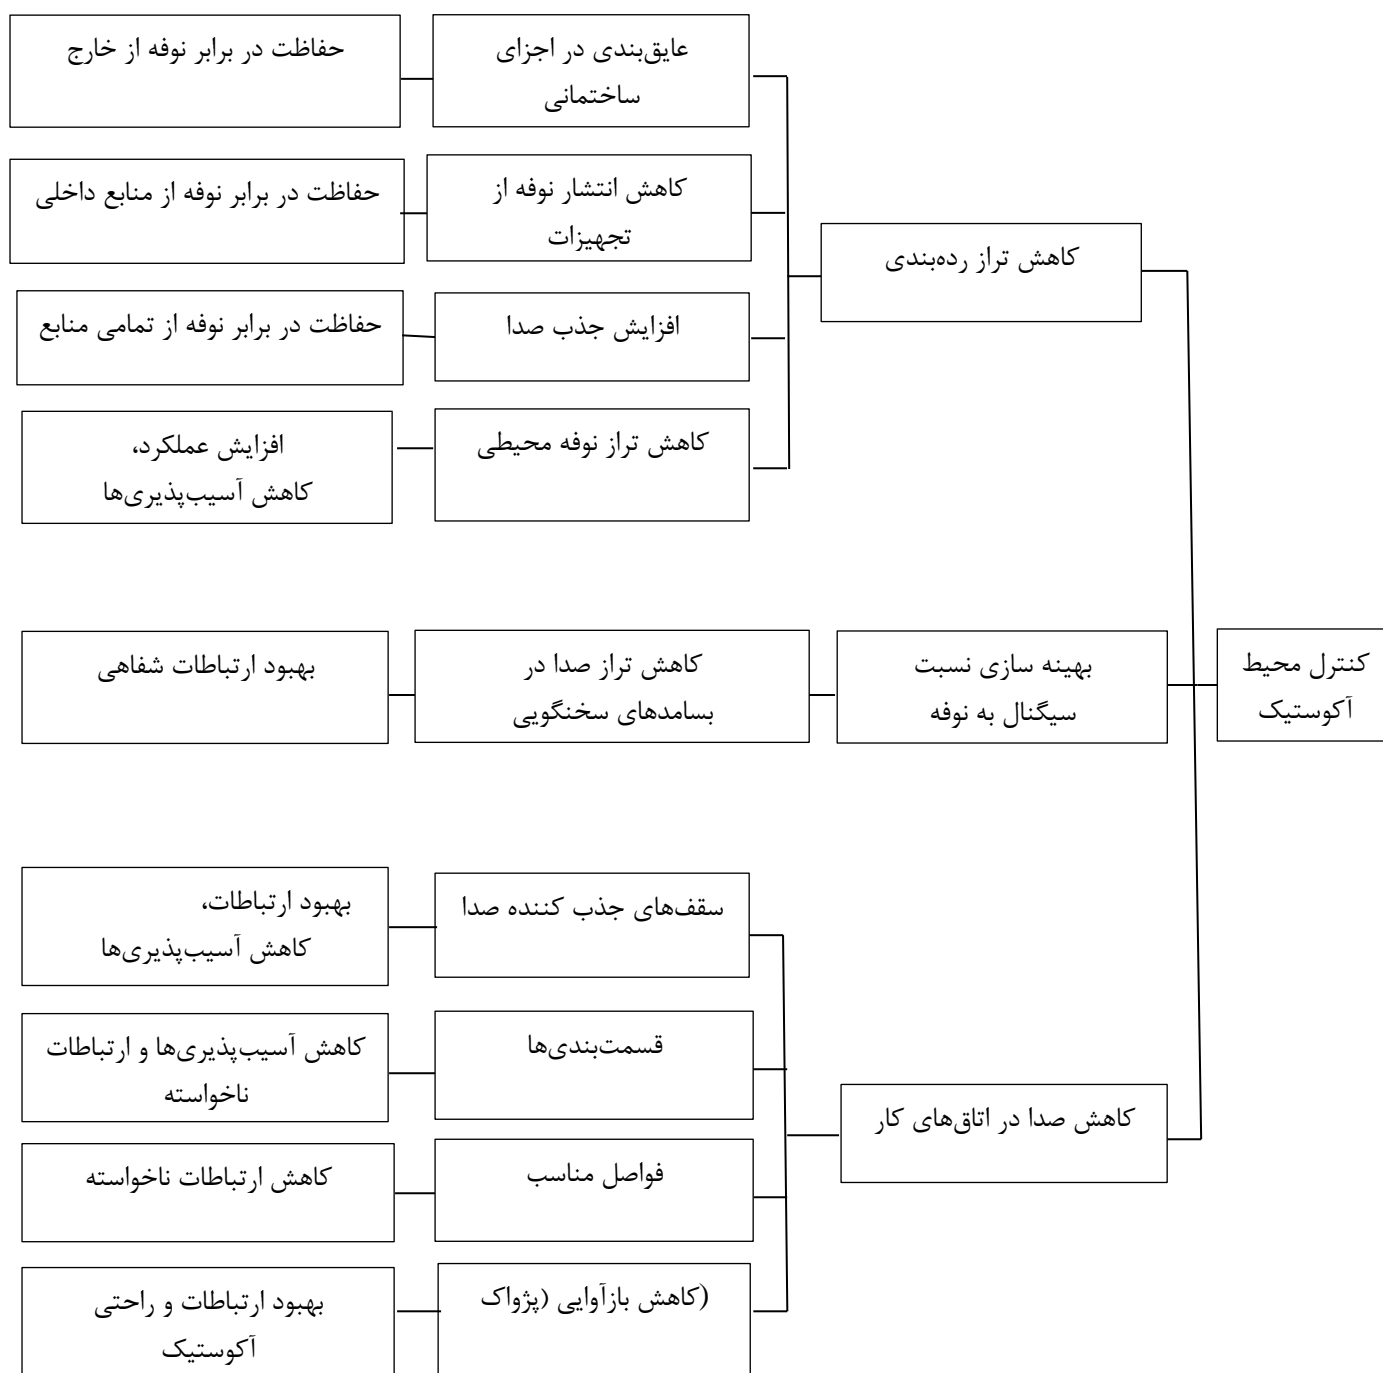 عایق‌بندی در اجزای
ساختمانی
حفاظت در برابر نوفه از خارج
کاهش انتشار نوفه از
تجهیزات
حفاظت در برابر نوفه از منابع داخلی
کاهش تراز رده‌بندی
افزایش جذب صدا
حفاظت در برابر نوفه از تمامی منابع
کاهش تراز نوفه محیطی
افزایش عملکرد،
کاهش آسیب‌پذیری‌ها
کنترل محیط
آکوستیک
بهینه سازی نسبت
سیگنال به نوفه
کاهش تراز صدا در
بسامدهای سخنگویی
بهبود ارتباطات شفاهی
سقف‌های جذب کننده صدا
بهبود ارتباطات،
کاهش آسیب‌پذیری‌ها
قسمت‌بندی‌ها
کاهش آسیب‌پذیری‌ها و ارتباطات
ناخواسته
کاهش صدا در اتاق‌های کار
فواصل مناسب
کاهش ارتباطات ناخواسته
(کاهش بازآوایی (پژواک
بهبود ارتباطات و راحتی
آکوستیک